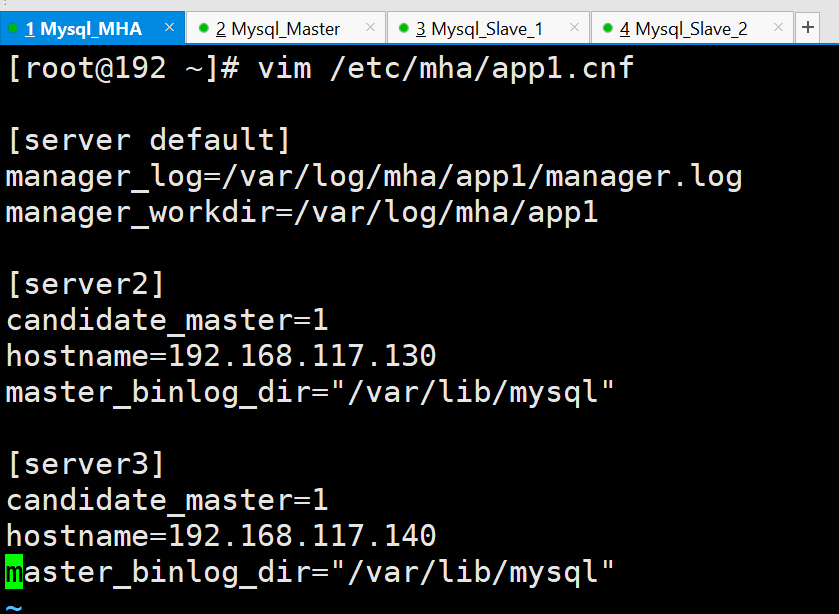 1 Mysql_MHA × 2 Mysql_Master × 3 Mysql_Slave_1 × 4 Mysql_Slave_2 × +
[root@192 ~]# vim /etc/mha/app1.cnf
[server default]
manager_log=/var/log/mha/app1/manager.log
manager_workdir=/var/log/mha/app1
[server2]
candidate_master=1
hostname=192.168.117.130
master_binlog_dir="/var/lib/mysql"
[server3]
candidate_master=1
hostname=192.168.117.140
master_binlog_dir="/var/lib/mysql"
~